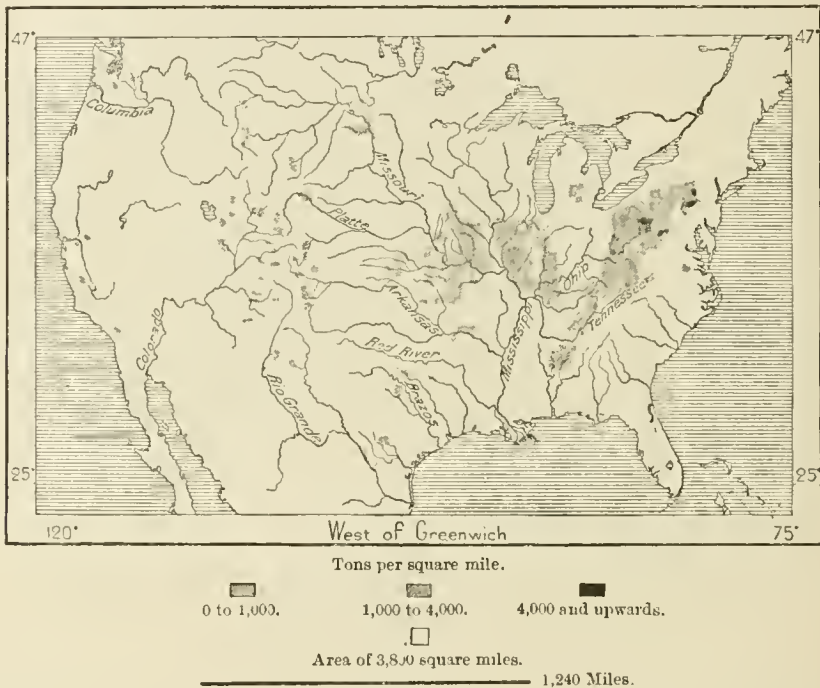 47° 47°
Columbia
Missouri
Platte
Ohio
Tennessee
Arkansas
Colorado
Mississippi
Red River
Brazos
Rio Grande
25° 25°
120° West of Greenwich 75°
Tons per square mile.
0 to 1,000. 1,000 to 4,000. 4,000 and upwards.
Area of 3,800 square miles.
1,240 Miles.